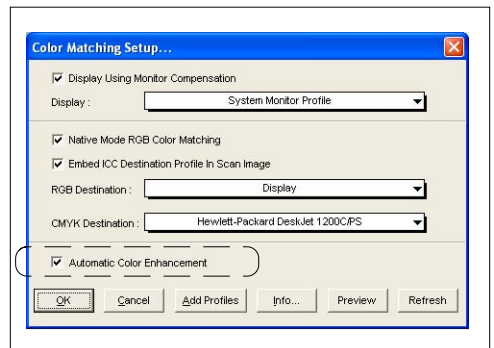 Color Matching Setup...
Display Using Monitor Compensation
Display : System Monitor Profile
Native Mode RGB Color Matching
Embed ICC Destination Profile In Scan Image
RGB Destination : Display
CMYK Destination : Hewlett-Packard DeskJet 1200C/PS
Automatic Color Enhancement
OK Cancel Add Profiles Info... Preview Refresh